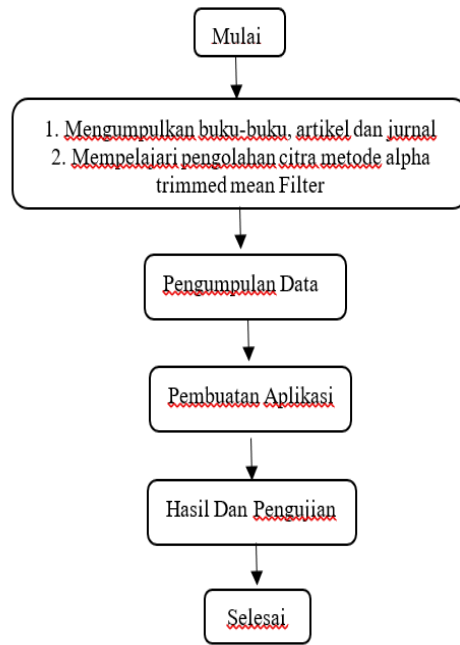 Mulai
1. Mengumpulkan buku-buku, artikel dan jurnal
2. Mempelajari pengolahan citra metode alpha
trimmed mean Filter
Pengumpulan Data
Pembuatan Aplikasi
Hasil Dan Pengujian
Selesai